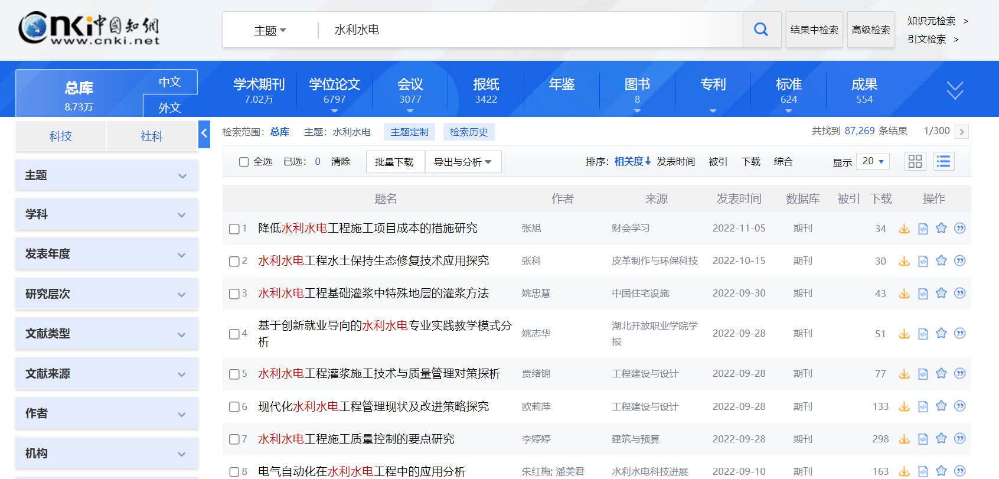 cnki中国知網
www.cnki.net
主题 水利水电 结果中检索 高级检索 知识元检索 >
引文检索 >
总库 8.73万 中文 外文
学术期刊 7.02万
学位论文 6797
会议 3077
报纸 3422
年鉴
图书 8
专利
标准 624
成果 554
科技 社科
检索范围：总库 主题：水利水电 主题定制 检索历史 共找到 87,269 条结果 1/300 >
全选 已选：0 清除 批量下载 导出与分析 排序：相关度 发表时间 被引 下载 综合 显示 20
主题
学科
发表年度
研究层次
文献类型
文献来源
作者
机构
题名 作者 来源 发表时间 数据库 被引 下载 操作
1 降低水利水电工程施工项目成本的措施研究 张旭 财会学习 2022-11-05 期刊 34
2 水利水电工程水土保持生态修复技术应用探究 张科 皮革制作与环保科技 2022-10-15 期刊 30
3 水利水电工程基础灌浆中特殊地层的灌浆方法 姚忠慧 中国住宅设施 2022-09-30 期刊 43
4 基于创新就业导向的水利水电专业实践教学模式分
析 姚志华 湖北开放职业学院学
报 2022-09-28 期刊 51
5 水利水电工程灌浆施工技术与质量管理对策探析 贾绪锦 工程建设与设计 2022-09-28 期刊 77
6 现代化水利水电工程管理现状及改进策略探究 欧莉萍 工程建设与设计 2022-09-28 期刊 133
7 水利水电工程施工质量控制的要点研究 李婷婷 建筑与预算 2022-09-28 期刊 298
8 电气自动化在水利水电工程中的应用分析 朱红梅; 潘美君 水利水电科技进展 2022-09-10 期刊 163